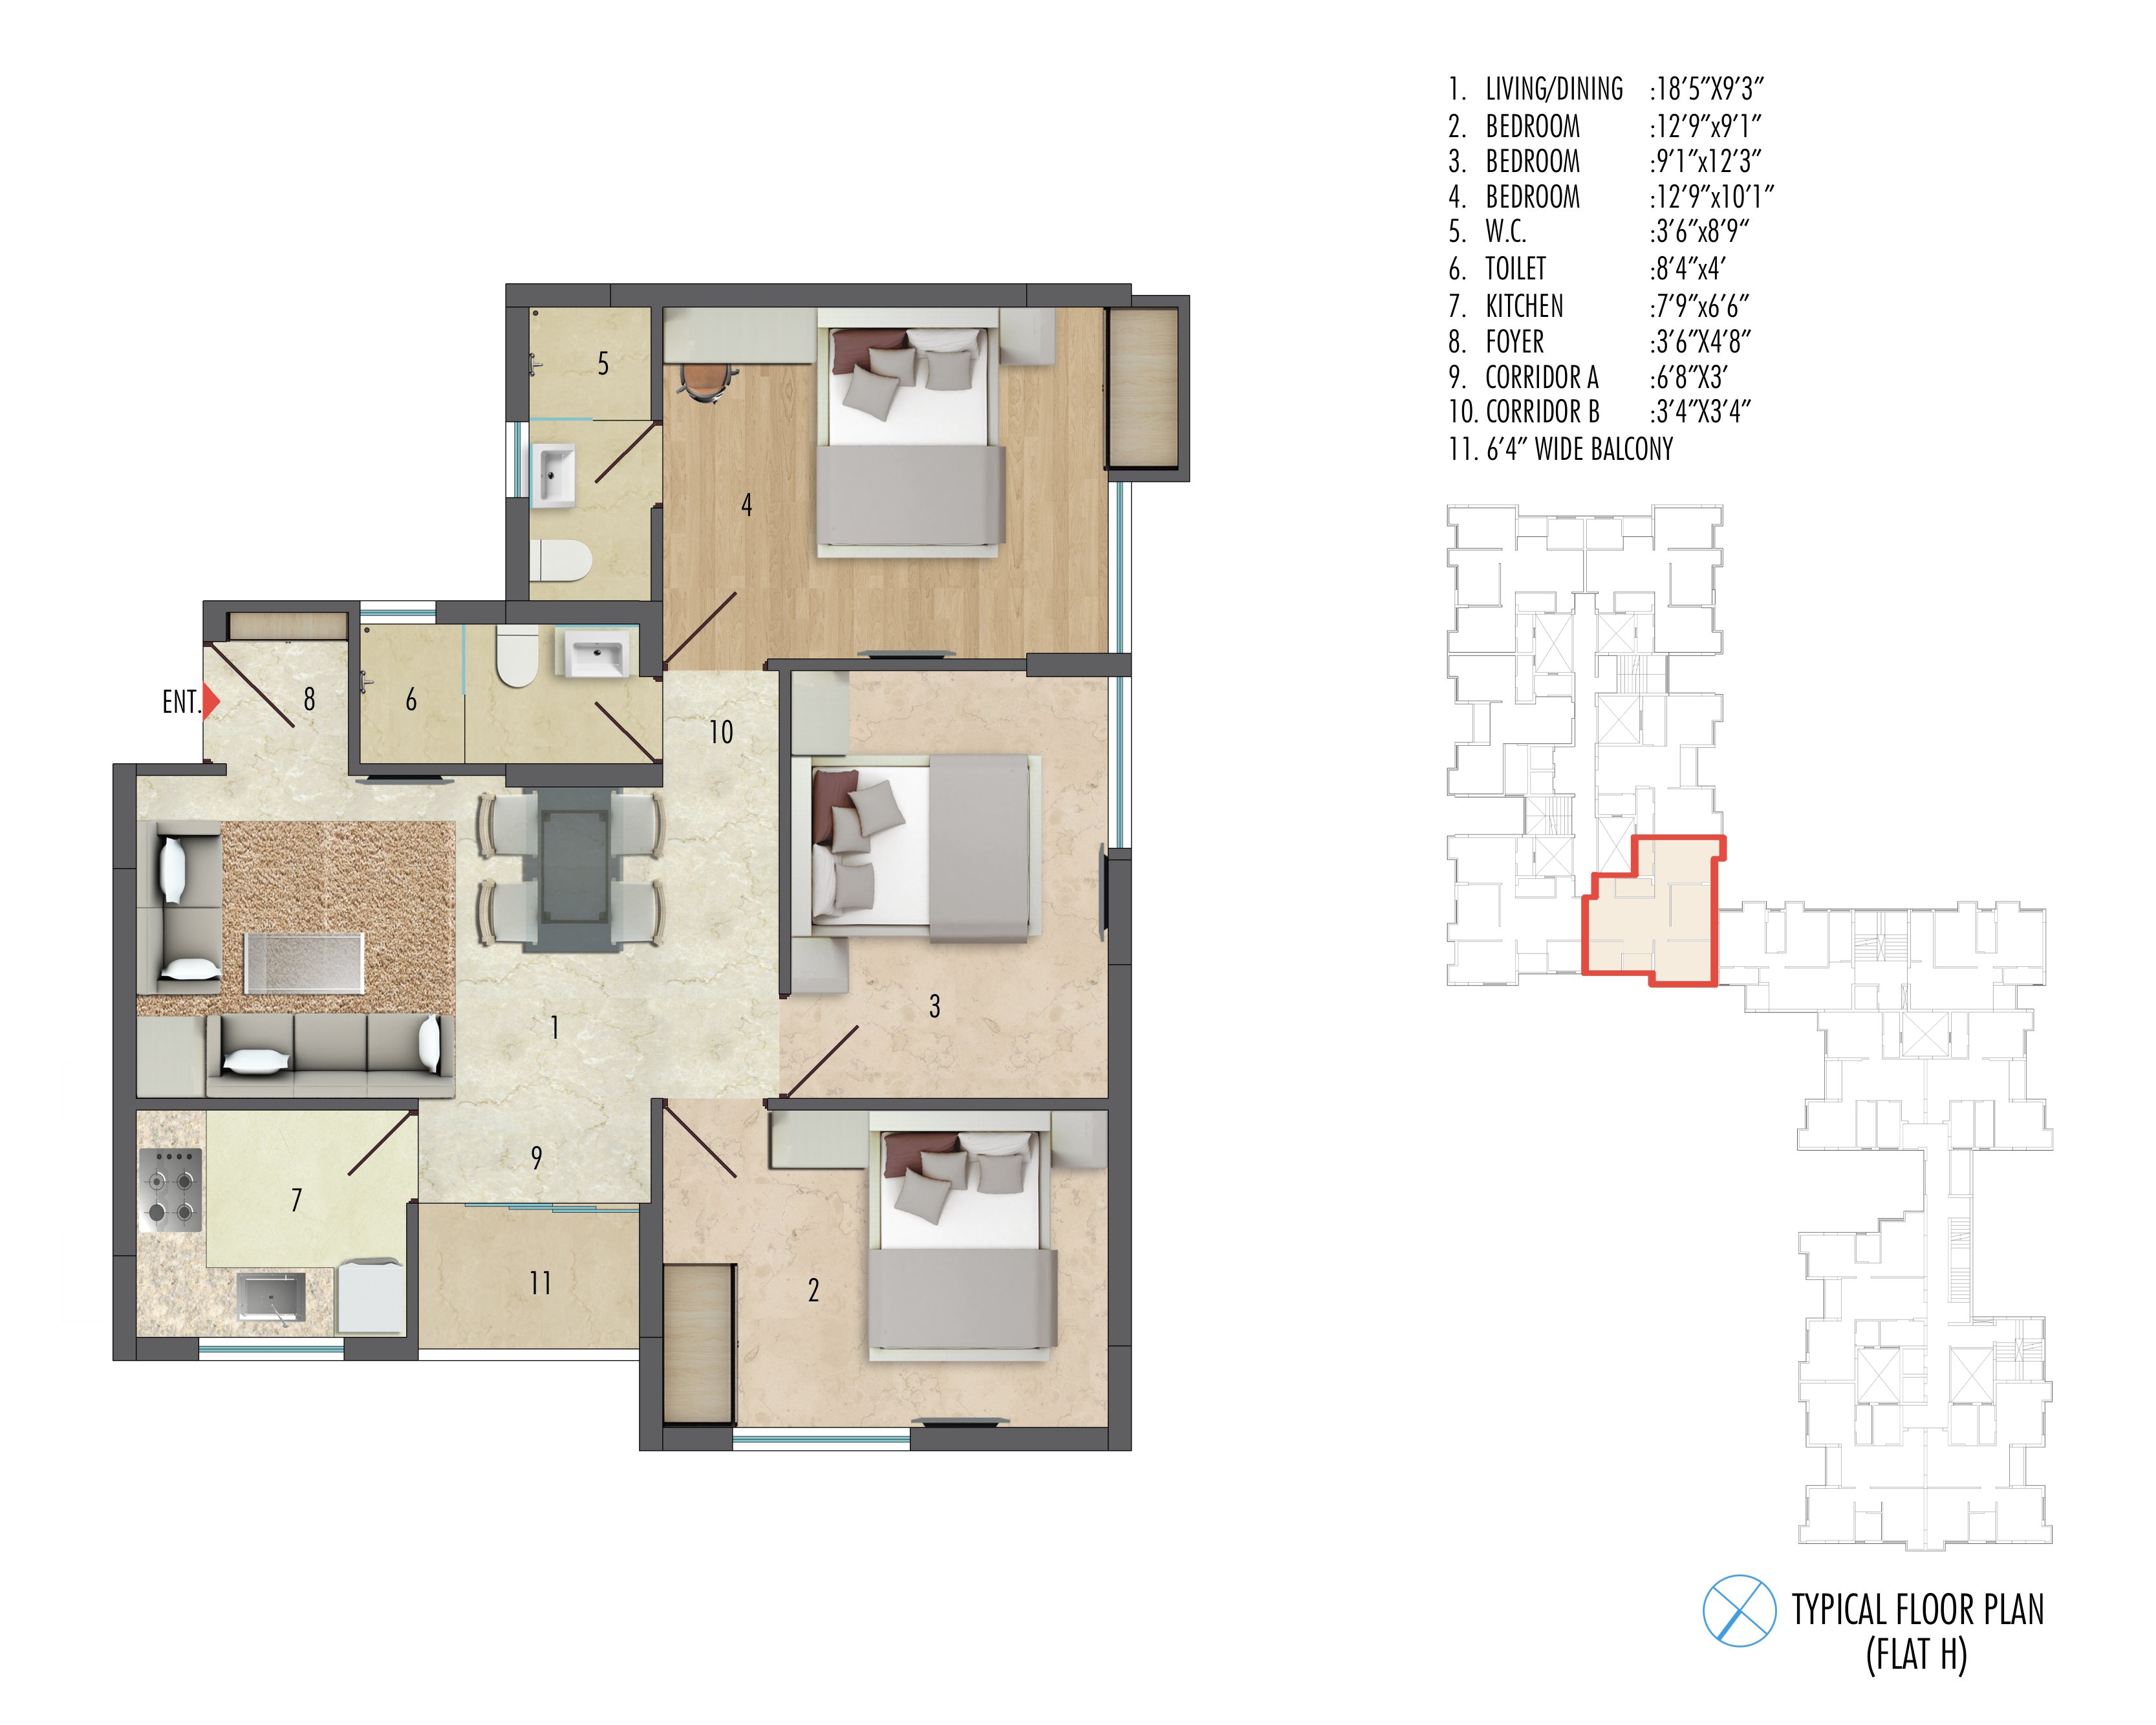 1. LIVING/DINING :18'5"X9'3"
2. BEDROOM :12'9"x9'1"
3. BEDROOM :9'1"x12'3"
4. BEDROOM :12'9"x10'1"
5. W.C. :3'6"x8'9"
6. TOILET :8'4"x4'
7. KITCHEN :7'9"x6'6"
8. FOYER :3'6"X4'8"
9. CORRIDOR A :6'8"X3'
10. CORRIDOR B :3'4"X3'4"
11. 6'4" WIDE BALCONY
5
4
ENT.
8
6
10
3
1
9
7
11
2
TYPICAL FLOOR PLAN
(FLAT H)